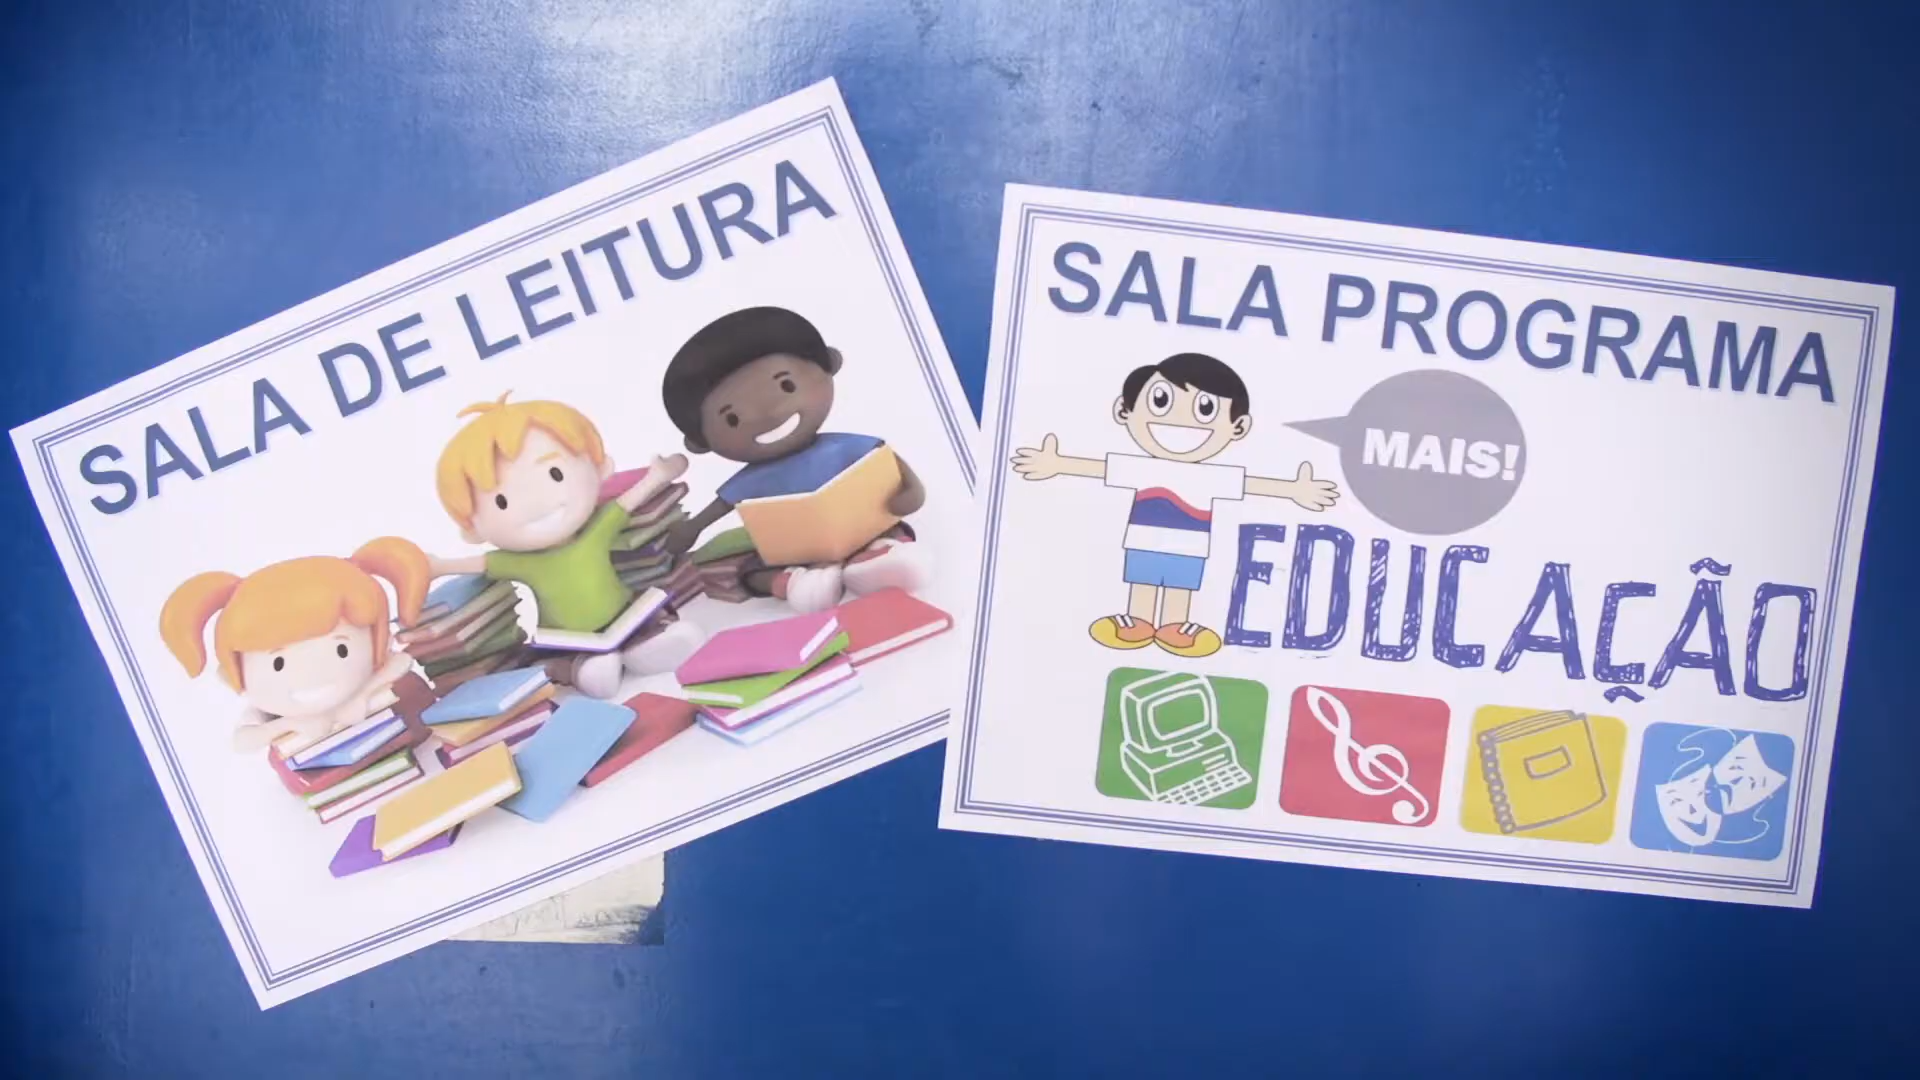 SALA DE LEITURA
SALA PROGRAMA
MAIS!
EDUCAÇÃO